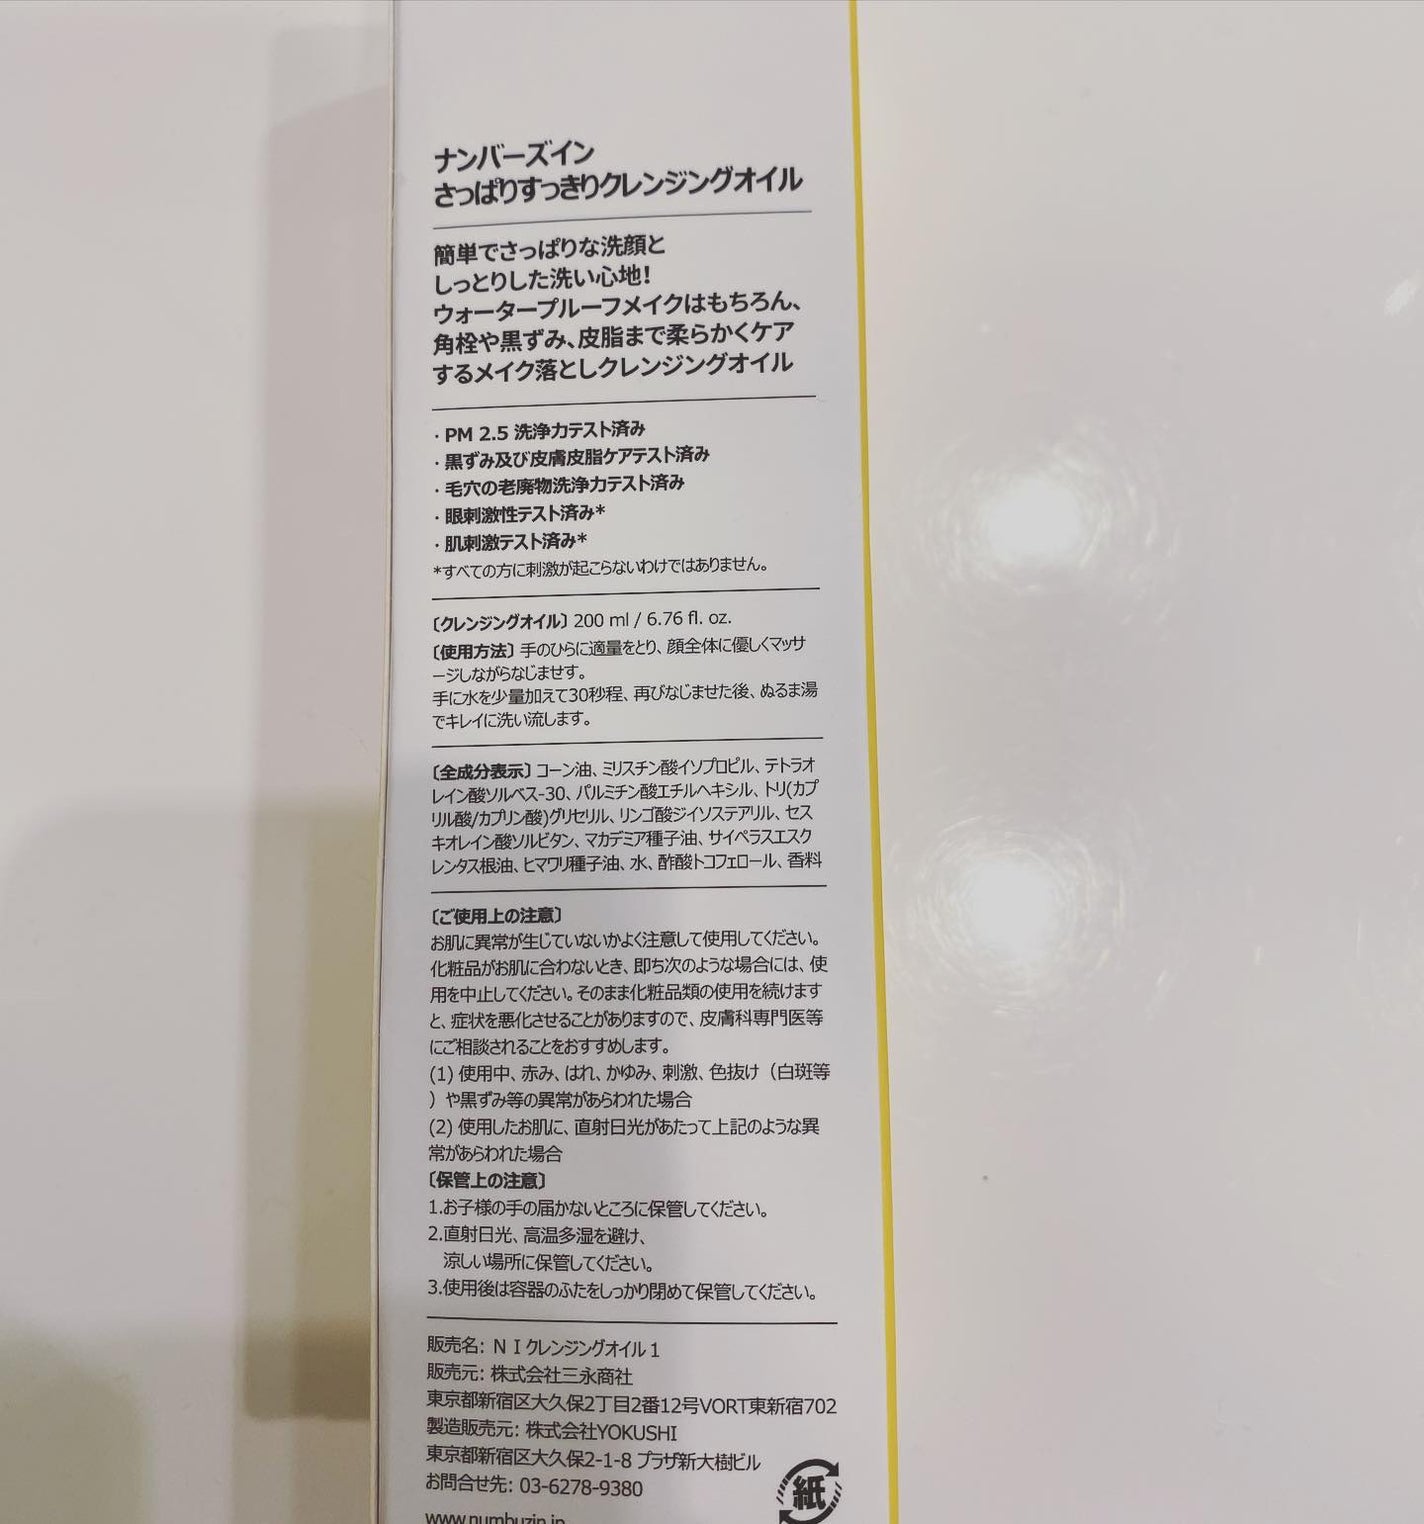 ナンバーズイン
さっぱりすっきりクレンジングオイル
簡単でさっぱりな洗顔と
しっとりした洗い心地!
ウォータープルーフメイクはもちろん、
角栓や黒ずみ、皮脂まで柔らかくケア
するメイク落としクレンジングオイル
· PM 2.5 洗浄力テスト済み
· 黒ずみ及び皮膚皮脂ケアテスト済み
· 毛穴の老廃物洗浄力テスト済み
· 眼刺激性テスト済み*
· 肌刺激テスト済み*
*すべての方に刺激が起こらないわけではありません。
〔クレンジングオイル〕 200 ml / 6.76 fl. oz.
〔使用方法〕 手のひらに適量をとり、顔全体に優しくマッサ
ージしながらなじませす。
手に水を少量加えて30秒程、再びなじませた後、ぬるま湯
でキレイに洗い流します。
〔全成分表示〕 コーン油、ミリスチン酸イソプロピル、テトラオ
レイン酸ソルベス-30、パルミチン酸エチルヘキシル、トリ(カプ
リル酸/カプリン酸)グリセリル、リンゴ酸ジイソステアリル、セス
キオレイン酸ソルビタン、マカデミア種子油、サイペラスエスク
レンタス根油、ヒマワリ種子油、水、酢酸トコフェロール、香料
〔ご使用上の注意〕
お肌に異常が生じていないかよく注意して使用してください。
化粧品がお肌に合わないとき、即ち次のような場合には、使
用を中止してください。そのまま化粧品類の使用を続けます
と、症状を悪化させることがありますので、皮膚科専門医等
にご相談されることをおすすめします。
(1) 使用中、赤み、はれ、かゆみ、刺激、色抜け（白斑等
）や黒ずみ等の異常があらわれた場合
(2) 使用したお肌に、直射日光があたって上記のような異
常があらわれた場合
〔保管上の注意〕
1.お子様の手の届かないところに保管してください。
2.直射日光、高温多湿を避け、
涼しい場所に保管してください。
3.使用後は容器のふたをしっかり閉めて保管してください。
販売名: ＮＩクレンジングオイル１
販売元: 株式会社三永商社
東京都新宿区大久保2丁目2番12号VORT東新宿702
製造販売元: 株式会社YOKUSHI
東京都新宿区大久保2-1-8 プラザ新大樹ビル
お問合せ先: 03-6278-9380
紙
www.numbuzin.jp